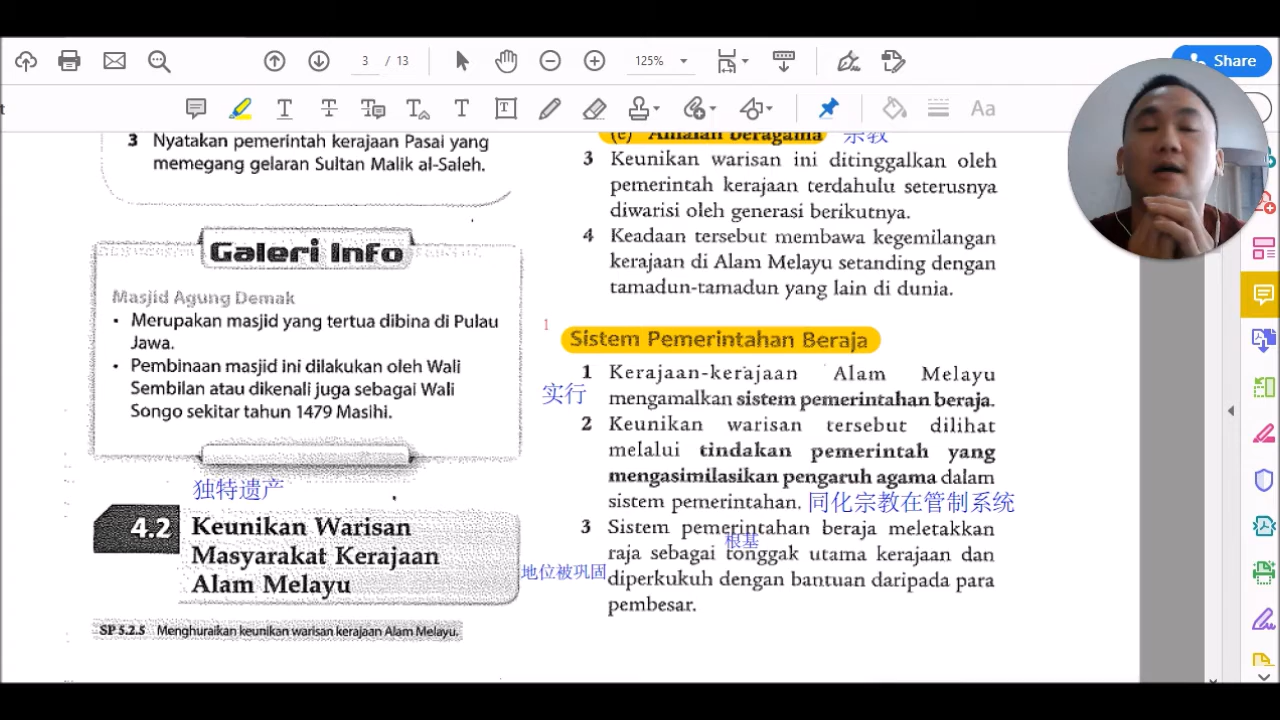 3 / 13
125%
Share
t
Aa
3 Nyatakan pemerintah kerajaan Pasai yang
memegang gelaran Sultan Malik al-Saleh.
Galeri Info
Masjid Agung Demak
• Merupakan masjid yang tertua dibina di Pulau
Jawa.
• Pembinaan masjid ini dilakukan oleh Wali
Sembilan atau dikenali juga sebagai Wali
Songo sekitar tahun 1479 Masihi.
独特遗产
4.2 Keunikan Warisan
Masyarakat Kerajaan
Alam Melayu
SP 5.2.5 Menghuraikan keunikan warisan kerajaan Alam Melayu.
(e) Amalan beragama 宗教
3 Keunikan warisan ini ditinggalkan oleh
pemerintah kerajaan terdahulu seterusnya
diwarisi oleh generasi berikutnya.
4 Keadaan tersebut membawa kegemilangan
kerajaan di Alam Melayu setanding dengan
tamadun-tamadun yang lain di dunia.
1
Sistem Pemerintahan Beraja
1 Kerajaan-kerajaan Alam Melayu
实行 mengamalkan sistem pemerintahan beraja.
2 Keunikan warisan tersebut dilihat
melalui tindakan pemerintah yang
mengasimilasikan pengaruh agama dalam
sistem pemerintahan. 同化宗教在管制系统
3 Sistem pemerintahan beraja meletakkan
根基
raja sebagai tonggak utama kerajaan dan
地位被巩固 diperkukuh dengan bantuan daripada para
pembesar.